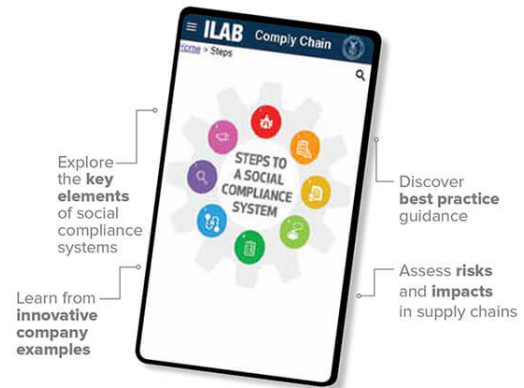 ILAB Comply Chain
Home > Steps
STEPS TO
A SOCIAL
COMPLIANCE
SYSTEM
Explore
the key
elements
of social
compliance
systems
Learn from
innovative
company
examples
Discover
best practice
guidance
Assess risks
and impacts
in supply chains